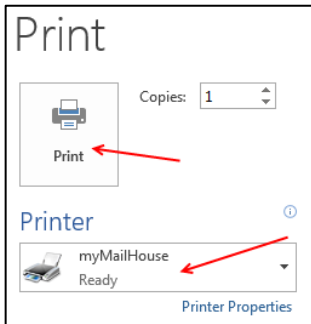 Print
Copies: 1
Print
Printer
myMailHouse
Ready
Printer Properties